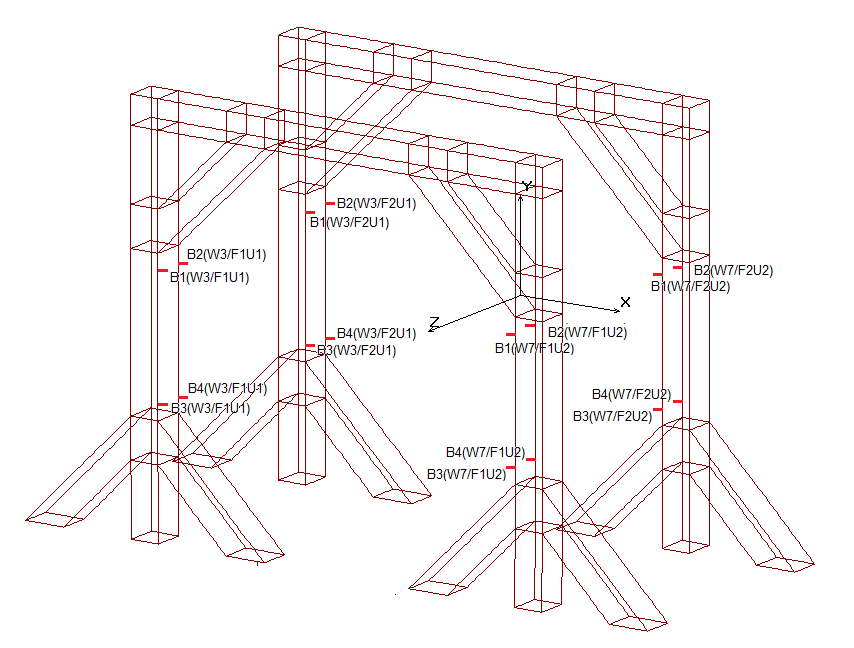 Y
B2(W3/F2U1)
B1(W3/F2U1)
B2(W3/F1U1)
B1(W3/F1U1)
B2(W7/F2U2)
B1(W7/F2U2)
X
Z
B2(W7/F1U2)
B1(W7/F1U2)
B4(W3/F2U1)
B3(W3/F2U1)
B4(W3/F1U1)
B3(W3/F1U1)
B4(W7/F2U2)
B3(W7/F2U2)
B4(W7/F1U2)
B3(W7/F1U2)